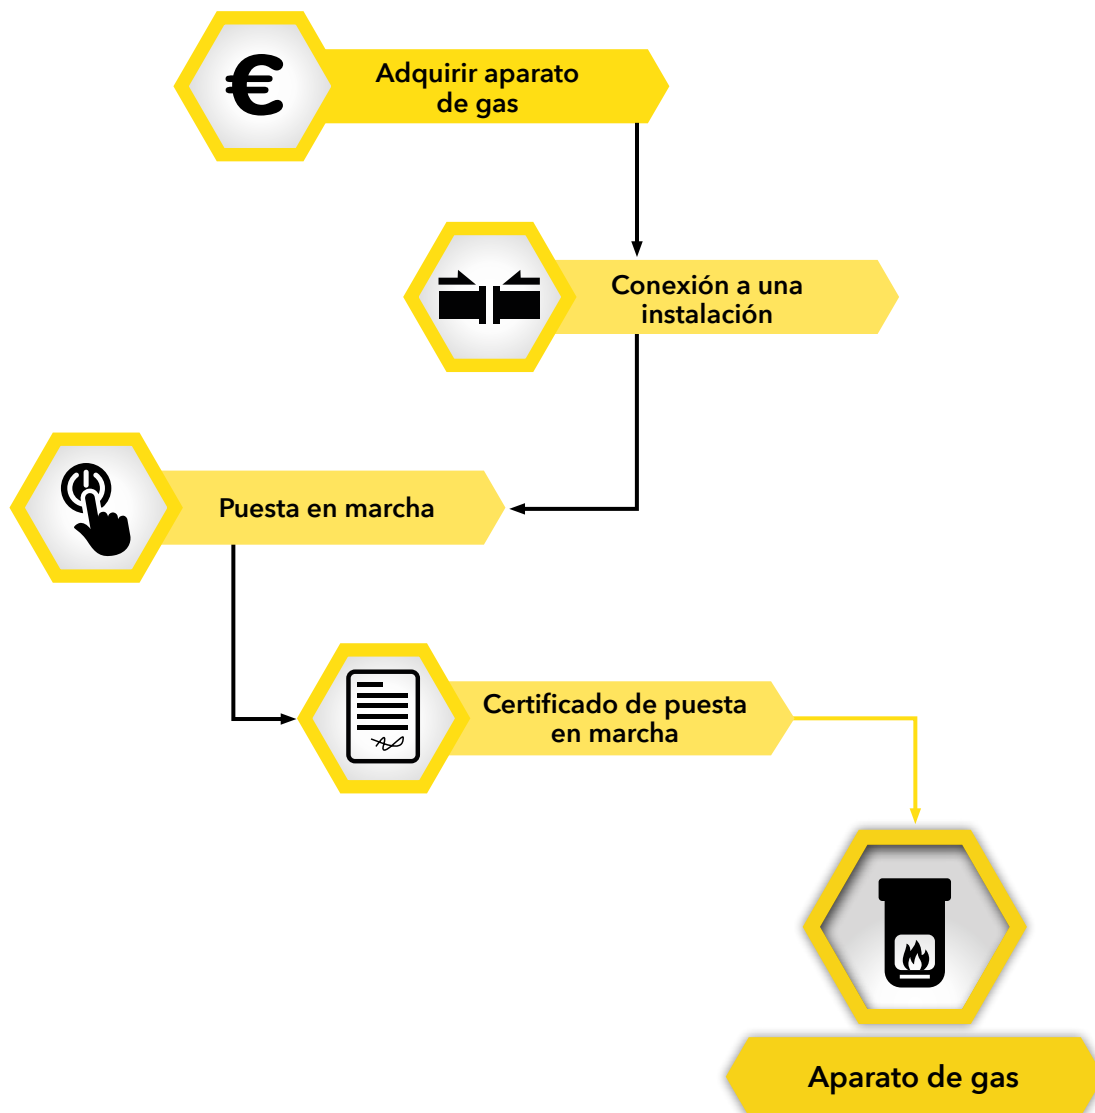 €
Adquirir aparato
de gas
Conexión a una
instalación
Puesta en marcha
Certificado de puesta
en marcha
Aparato de gas